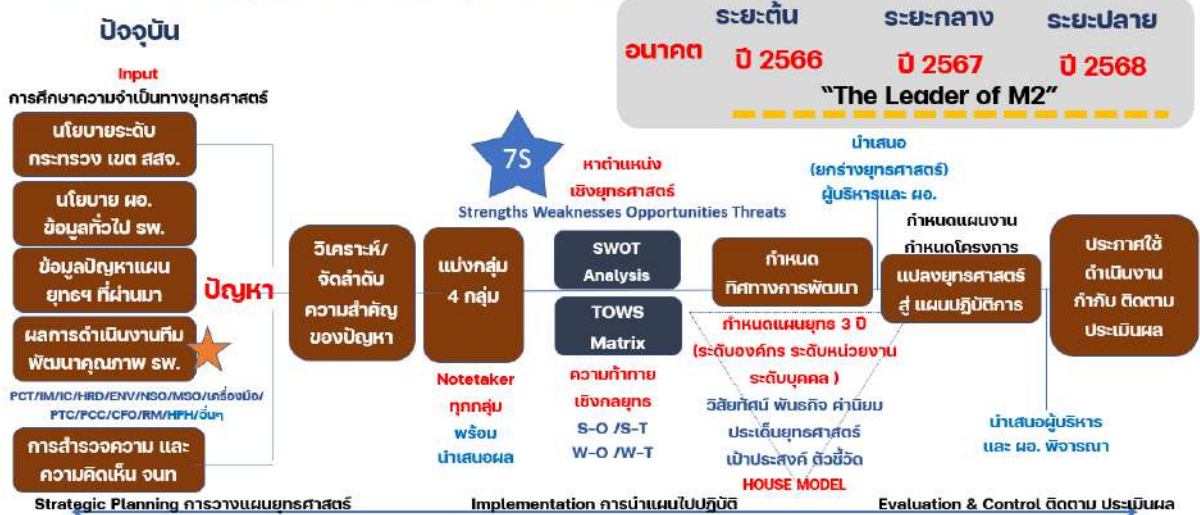 ปัจจุบัน
Input
การศึกษาความจำเป็นทางยุทธศาสตร์
นโยบายระดับ
กระทรวง เขต สสจ.
นโยบาย ผอ.
ข้อมูลทั่วไป รพ.
ข้อมูลปัญหาแผน
ยุทธฯ ที่ผ่านมา
ผลการดำเนินงานทีม
พัฒนาคุณภาพ รพ.
PCT/IM/IC/HRD/ENV/NSO/MSO/เครื่องมือ/
PTC/PCC/CFO/RM/HPH/อื่นๆ
การสำรวจความ และ
ความคิดเห็น จนท
ปัญหา
วิเคราะห์/
จัดลำดับ
ความสำคัญ
ของปัญหา
แบ่งกลุ่ม
4 กลุ่ม
Notetaker
ทุกกลุ่ม
พร้อม
นำเสนอผล
7S
หาตำแหน่ง
เชิงยุทธศาสตร์
Strengths Weaknesses Opportunities Threats
SWOT
Analysis
TOWS
Matrix
ความท้าทาย
เชิงกลยุทธ
S-O /S-T
W-O /W-T
อนาคต
ระยะต้น
ปี 2566
ระยะกลาง
ปี 2567
ระยะปลาย
ปี 2568
“The Leader of M2”
นำเสนอ
(ยกร่างยุทธศาสตร์)
ผู้บริหารและ ผอ.
กำหนด
ทิศทางการพัฒนา
กำหนดแผนยุทธ 3 ปี
(ระดับองค์กร ระดับหน่วยงาน
ระดับบุคคล )
วิสัยทัศน์ พันธกิจ ค่านิยม
ประเด็นยุทธศาสตร์
เป้าประสงค์ ตัวชี้วัด
HOUSE MODEL
กำหนดแผนงาน
กำหนดโครงการ
แปลงยุทธศาสตร์
สู่ แผนปฏิบัติการ
ประกาศใช้
ดำเนินงาน
กำกับ ติดตาม
ประเมินผล
นำเสนอผู้บริหาร
และ ผอ. พิจารณา
Strategic Planning การวางแผนยุทธศาสตร์
Implementation การนำแผนไปปฏิบัติ
Evaluation & Control ติดตาม ประเมินผล